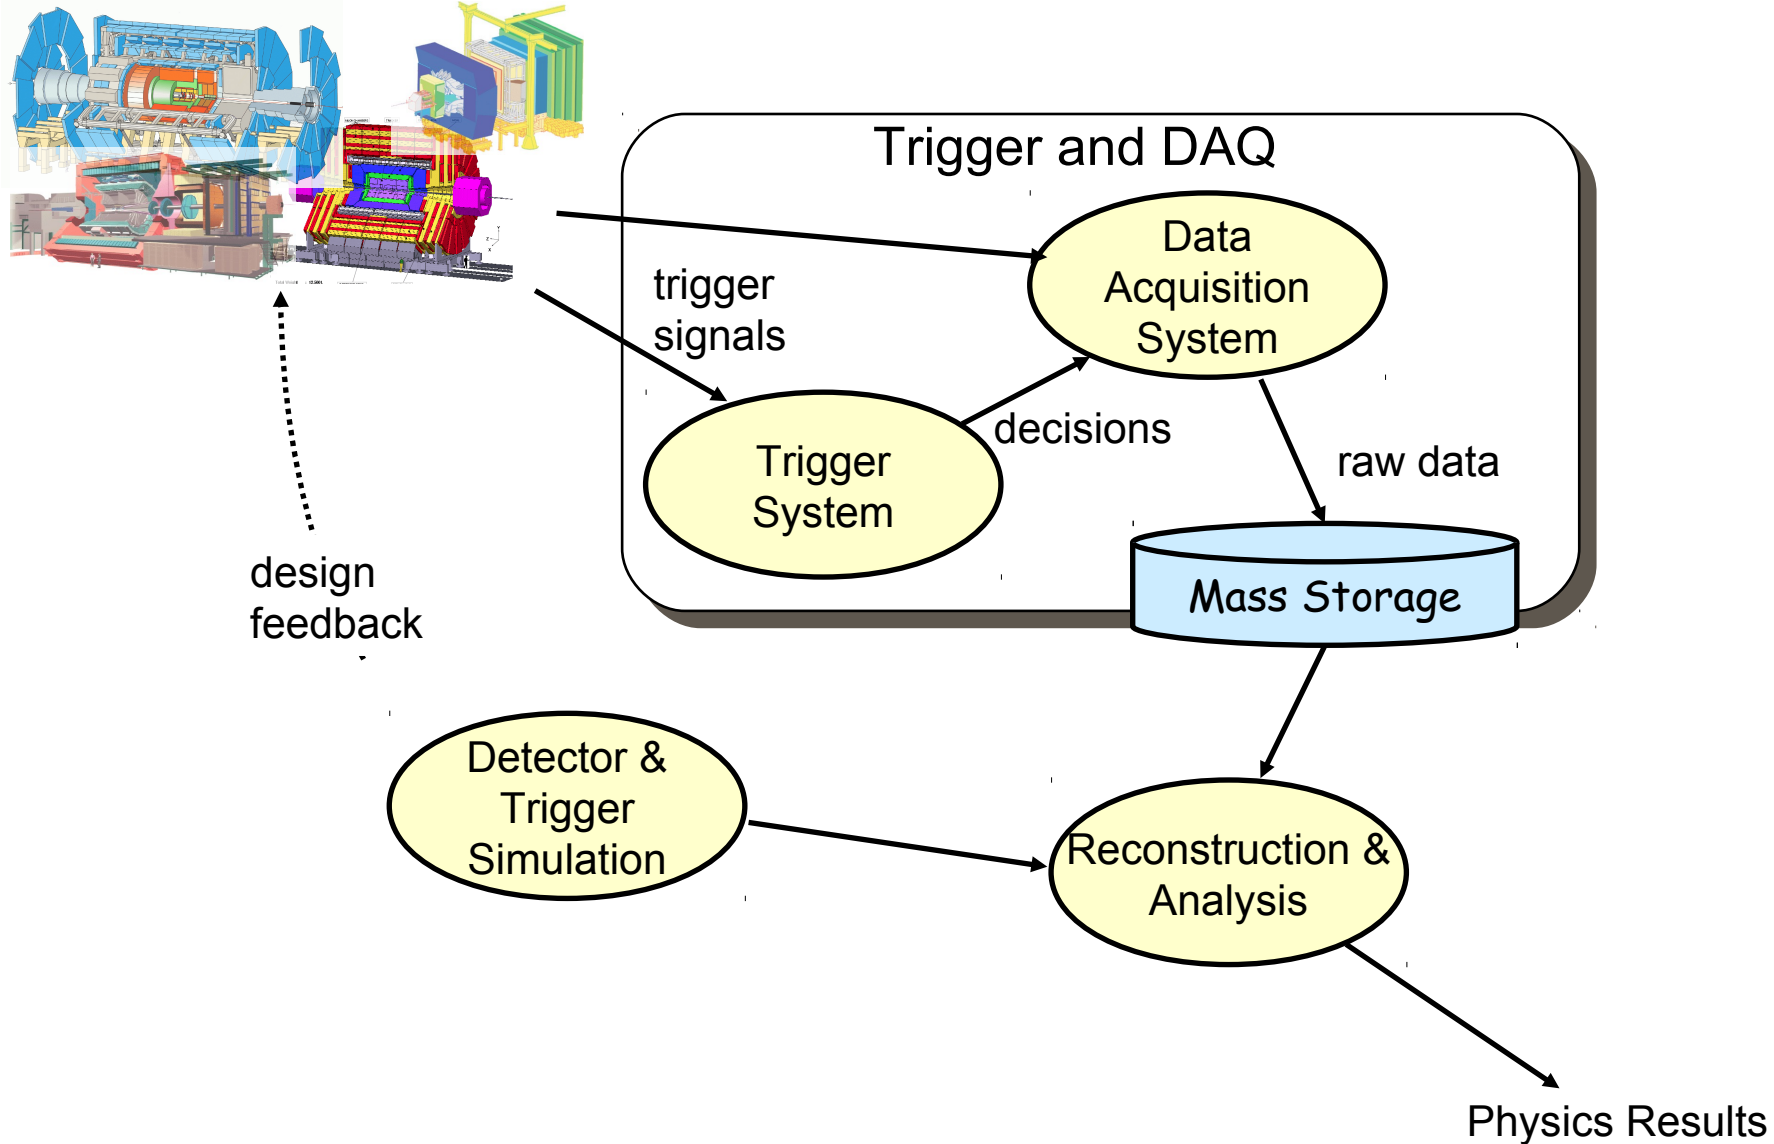 Trigger and DAQ
Data
Acquisition
System
trigger
signals
decisions
Trigger
System
raw data
Mass Storage
design
feedback
Detector &
Trigger
Simulation
Reconstruction &
Analysis
Physics Results